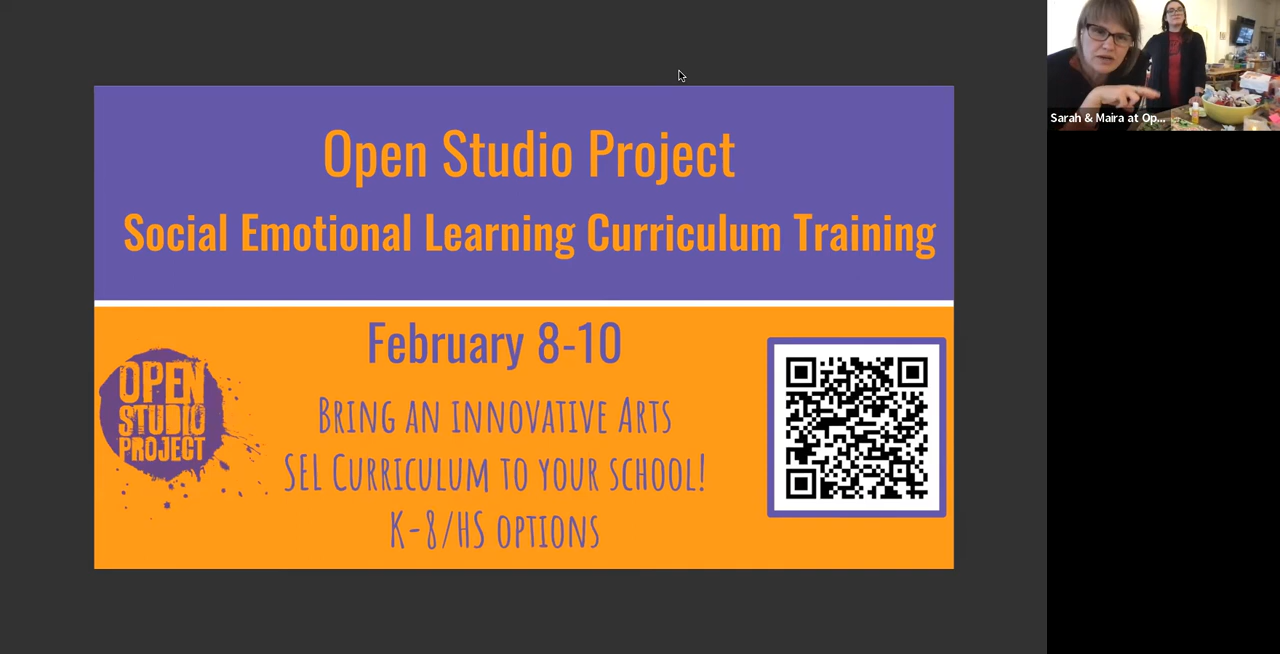 Open Studio Project
Social Emotional Learning Curriculum Training
February 8-10
Bring an innovative Arts
SEL Curriculum to your school!
K-8/HS options
OPEN
STUDIO
PROJECT
Sarah & Maira at Op...